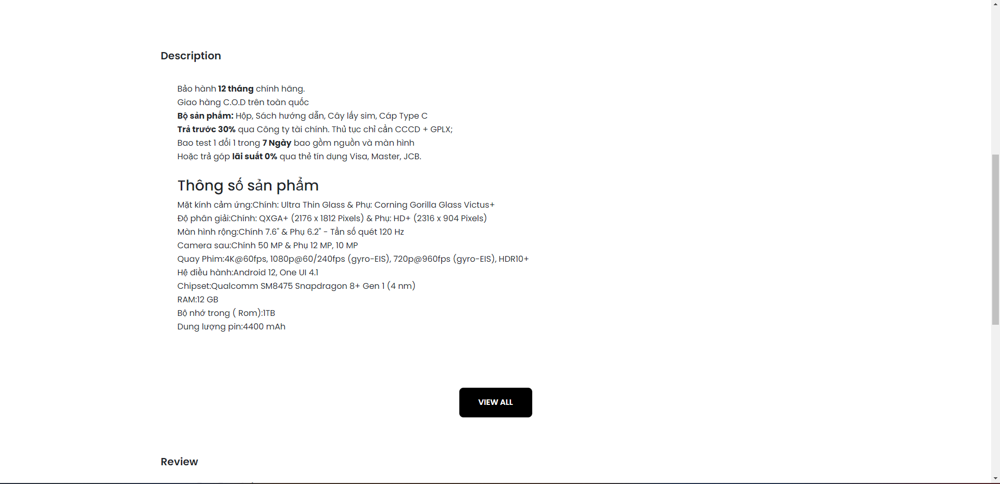 Description
Bảo hành 12 tháng chính hãng.
Giao hàng C.O.D trên toàn quốc
Bộ sản phẩm: Hộp, Sách hướng dẫn, Cây lấy sim, Cáp Type C
Trả trước 30% qua Công ty tài chính. Thủ tục chỉ cần CCCD + GPLX;
Bao test 1 đổi 1 trong 7 Ngày bao gồm nguồn và màn hình
Hoặc trả góp lãi suất 0% qua thẻ tín dụng Visa, Master, JCB.
Thông số sản phẩm
Mặt kính cảm ứng:Chính: Ultra Thin Glass & Phụ: Corning Gorilla Glass Victus+
Độ phân giải:Chính: QXGA+ (2176 x 1812 Pixels) & Phụ: HD+ (2316 x 904 Pixels)
Màn hình rộng:Chính 7.6" & Phụ 6.2" - Tần số quét 120 Hz
Camera sau:Chính 50 MP & Phụ 12 MP, 10 MP
Quay Phim:4K@60fps, 1080p@60/240fps (gyro-EIS), 720p@960fps (gyro-EIS), HDR10+
Hệ điều hành:Android 12, One UI 4.1
Chipset:Qualcomm SM8475 Snapdragon 8+ Gen 1 (4 nm)
RAM:12 GB
Bộ nhớ trong ( Rom):1TB
Dung lượng pin:4400 mAh
VIEW ALL
Review